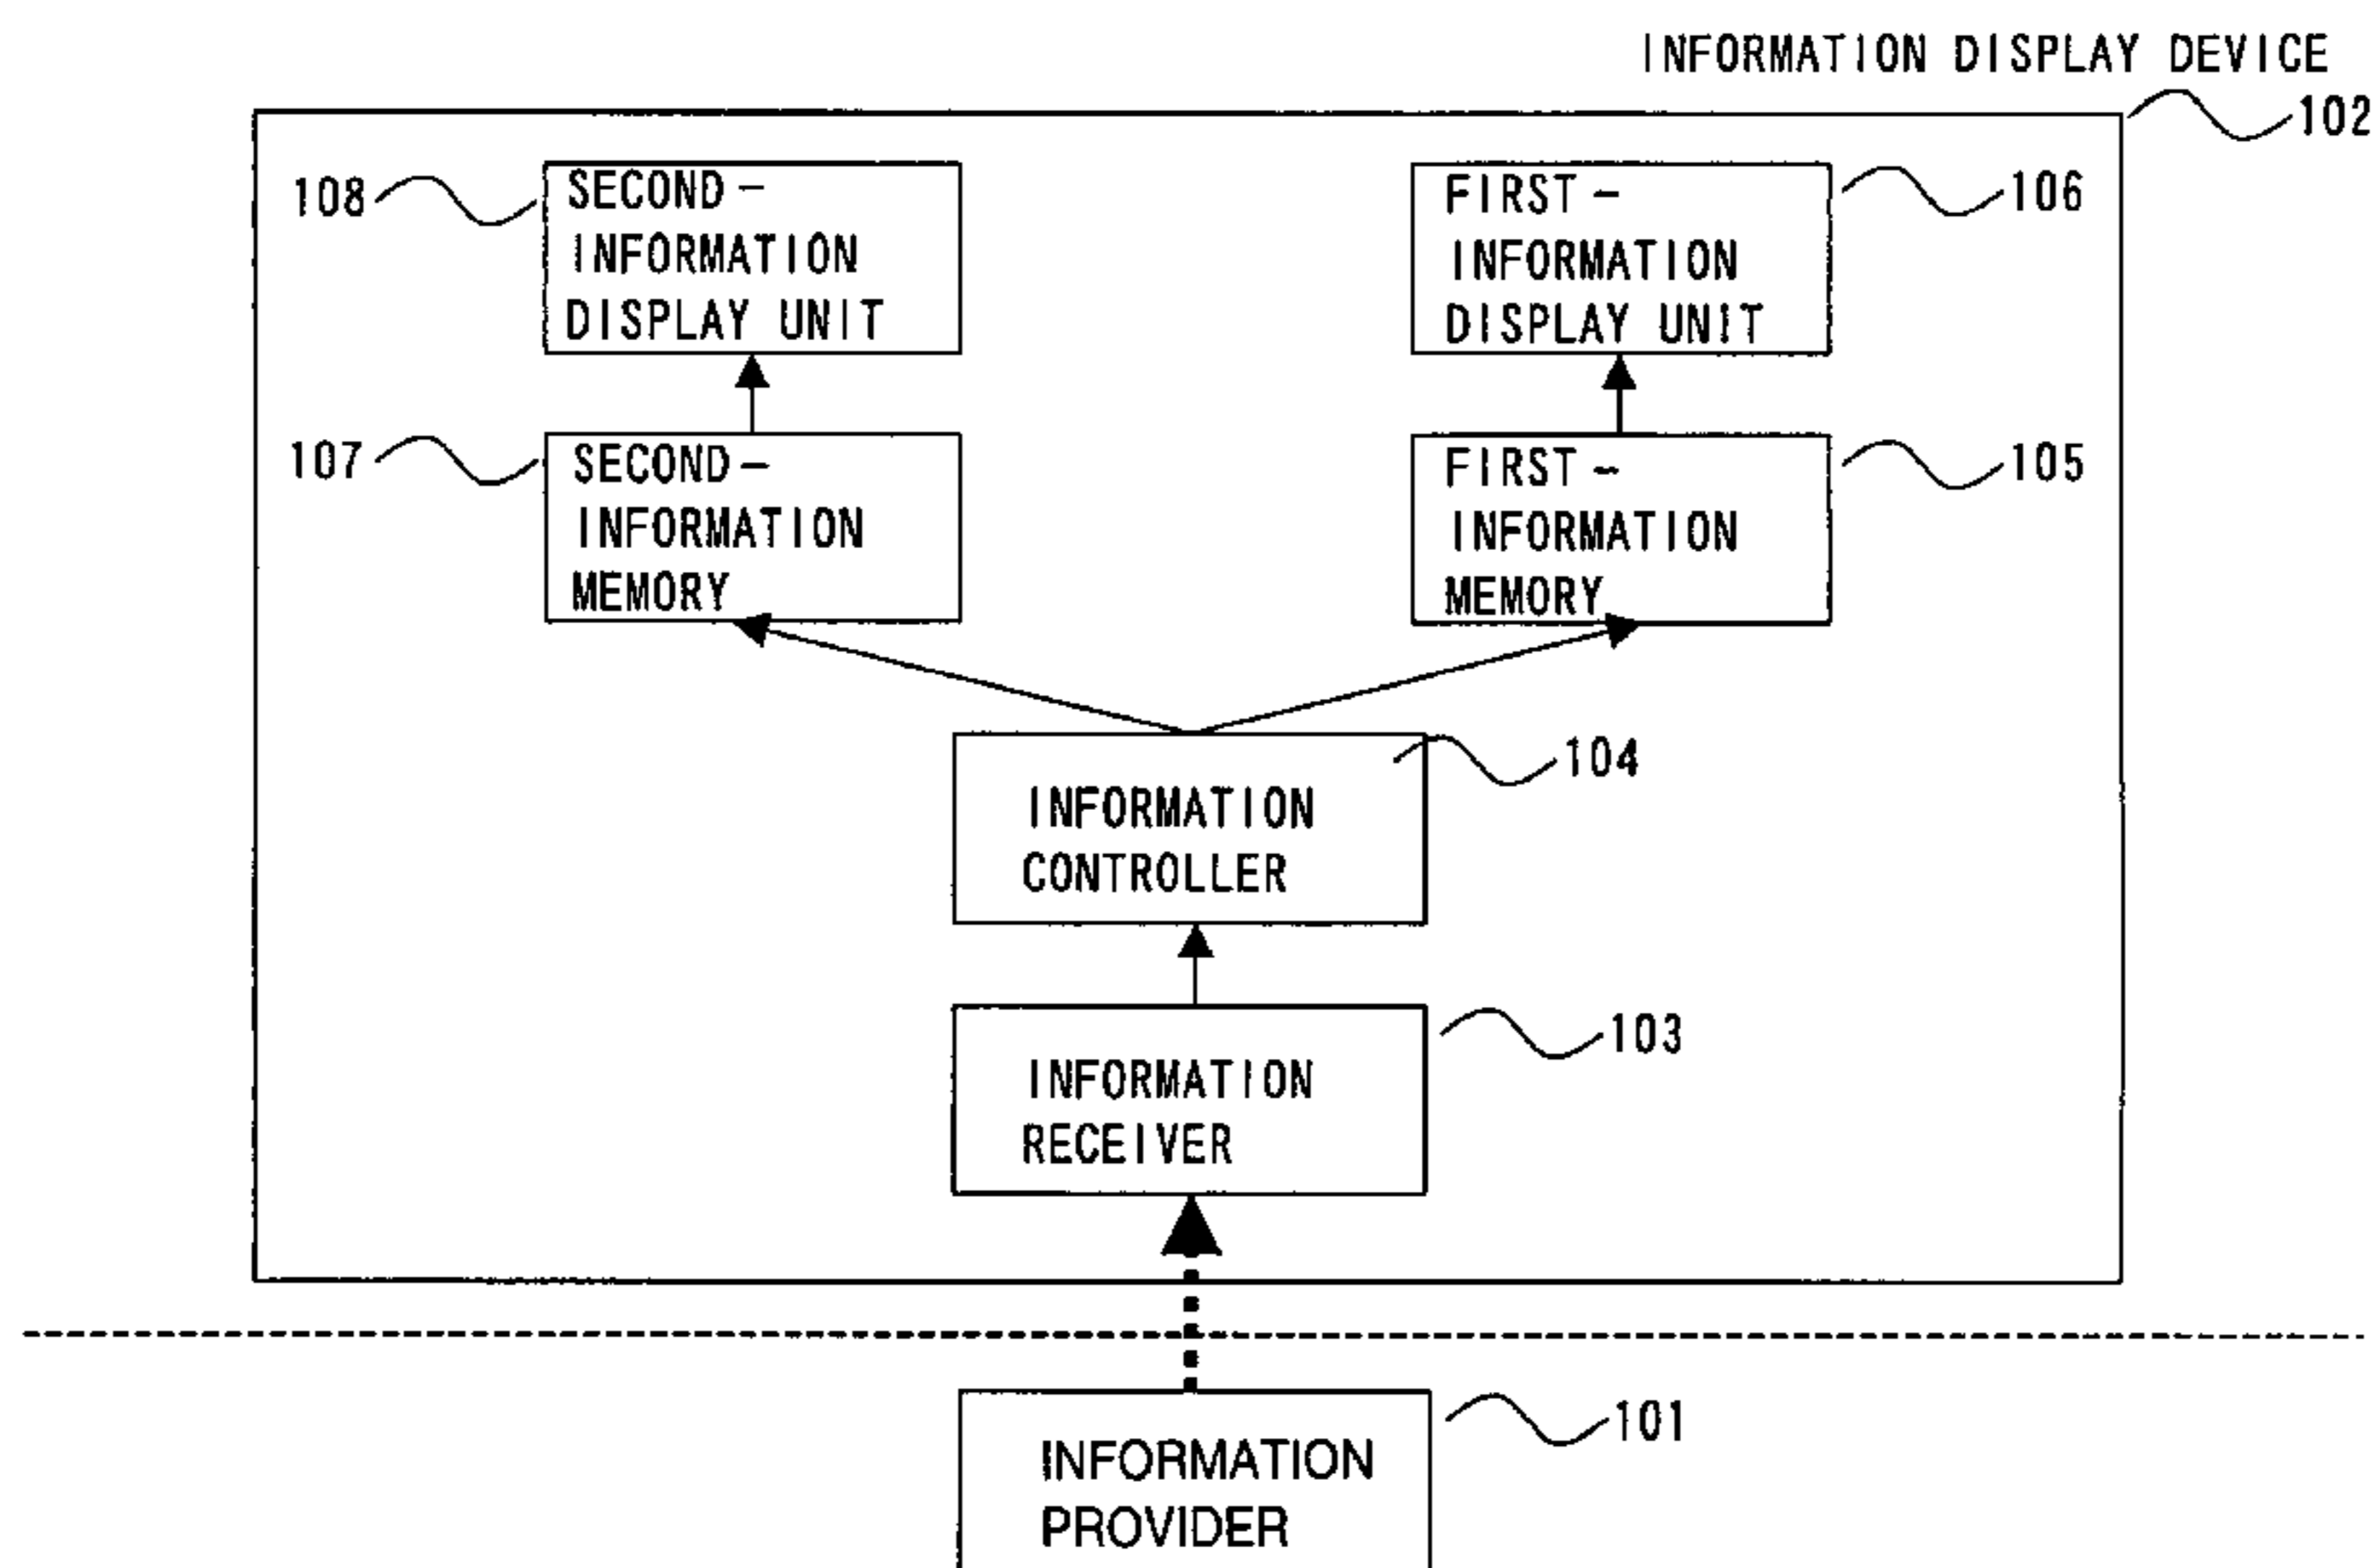 INFORMATION DISPLAY DEVICE
102
108
SECOND-
INFORMATION
DISPLAY UNIT
FIRST-
INFORMATION
DISPLAY UNIT
106
107
SECOND-
INFORMATION
MEMORY
FIRST-
INFORMATION
MEMORY
105
104
INFORMATION
CONTROLLER
103
INFORMATION
RECEIVER
101
INFORMATION
PROVIDER